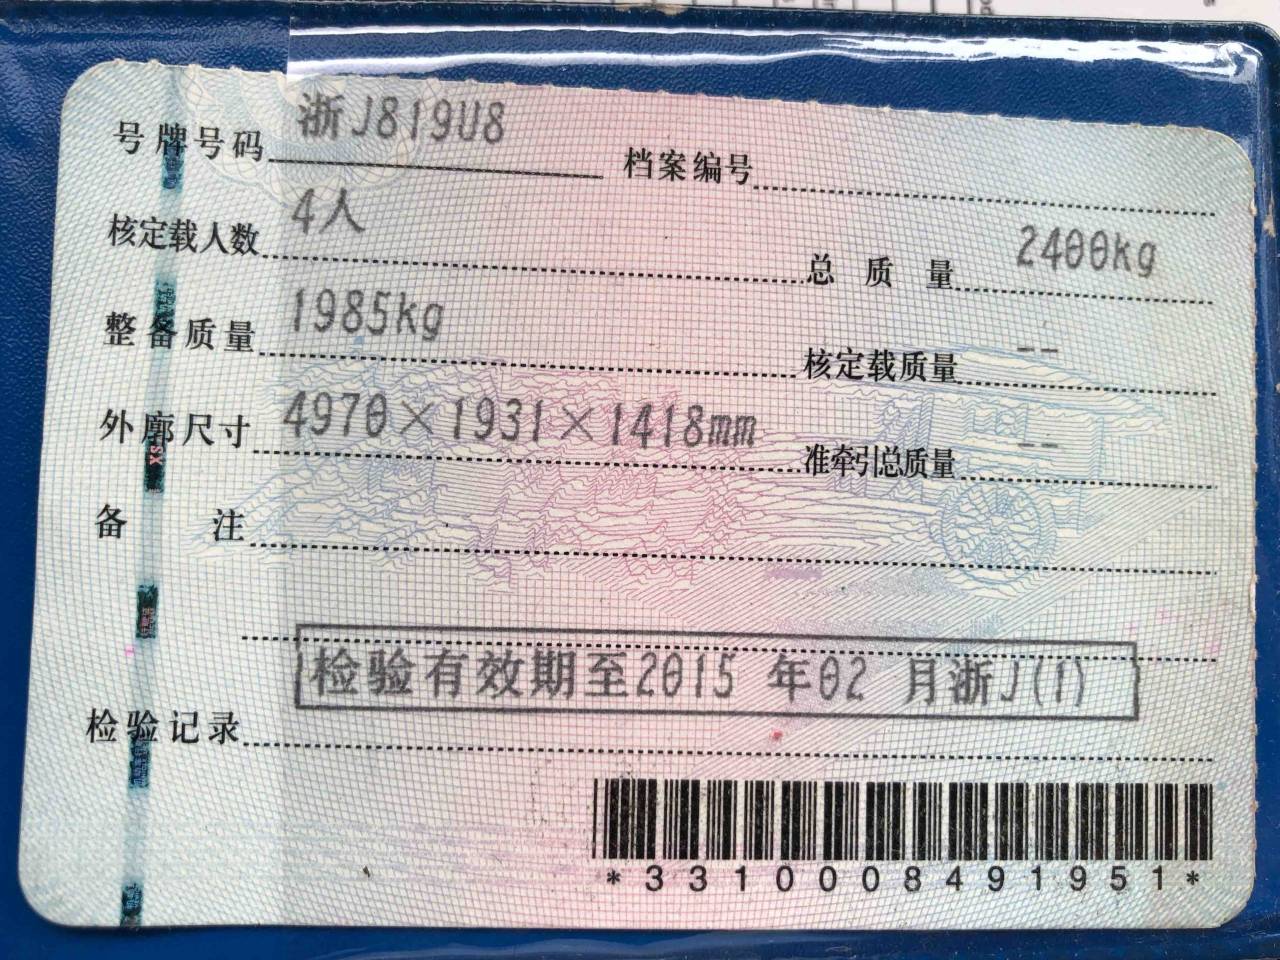 号牌号码 浙J819U8 档案编号
核定载人数 4人 总质量 2400kg
整备质量 1985kg 核定载质量 --
外廓尺寸 4970×1931×1418mm 准牵引总质量 --
备注
检验有效期至2015 年02 月浙J(1)
检验记录
*3310008491951*